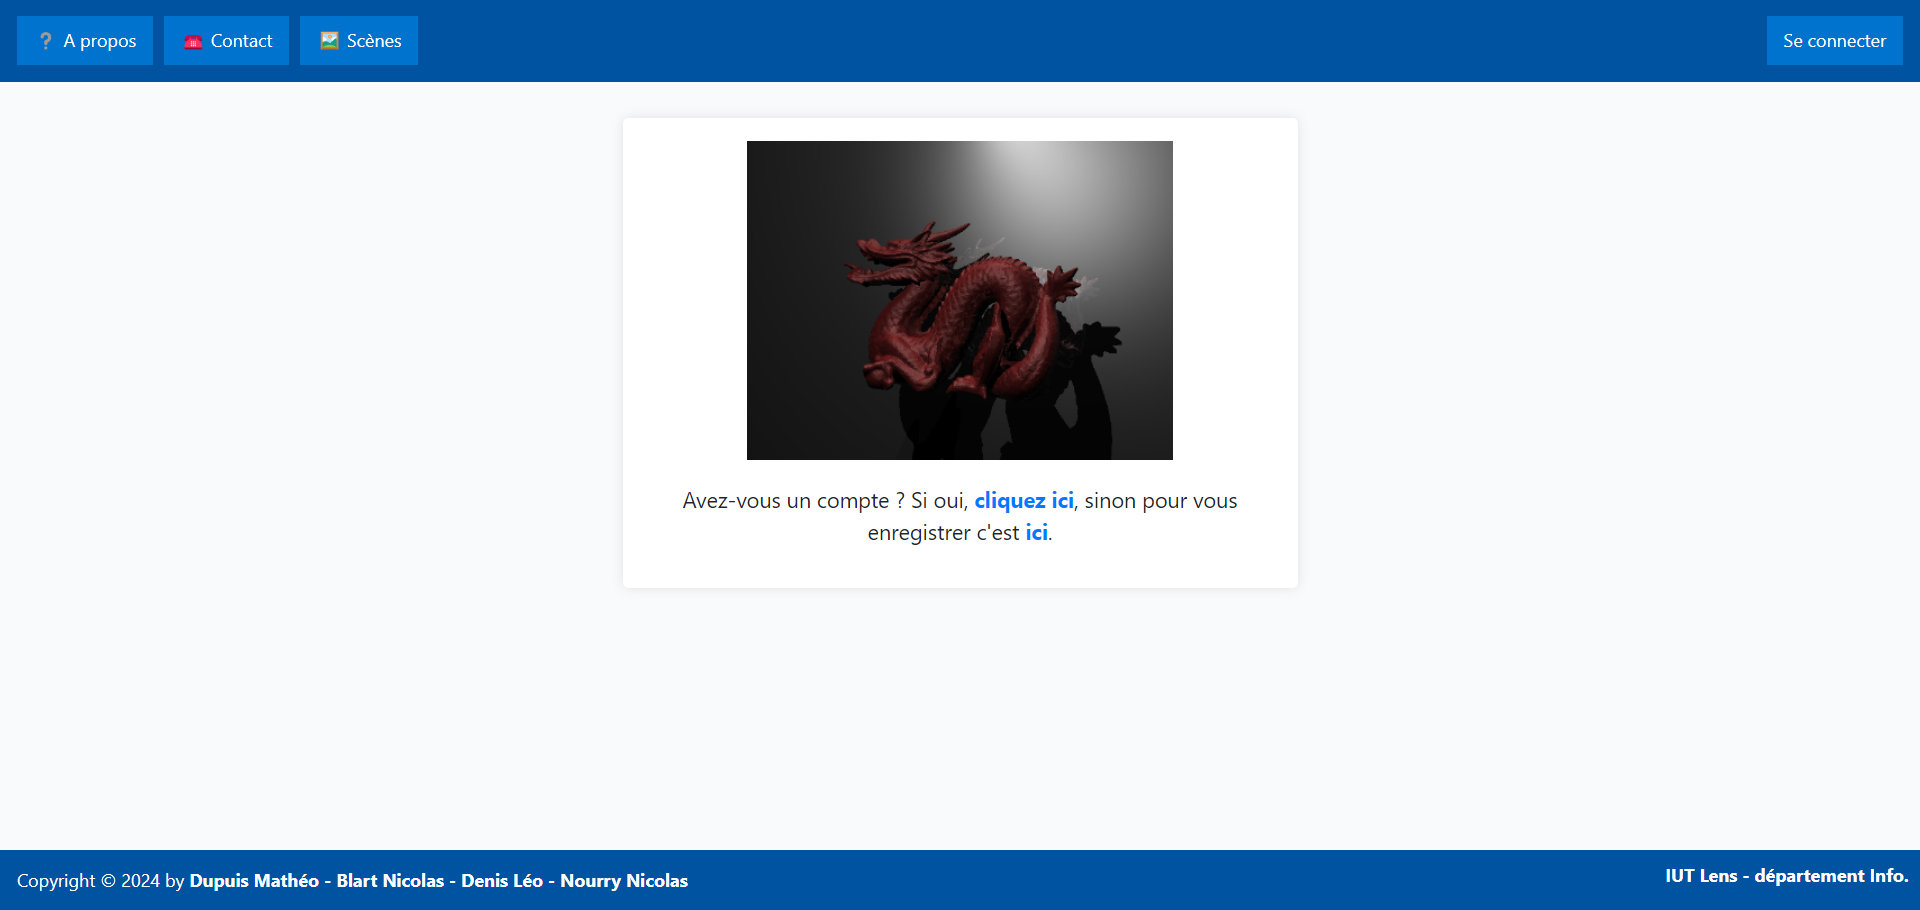 ❔ A propos
☎️ Contact
🖼️ Scènes
Se connecter
Avez-vous un compte ? Si oui, cliquez ici, sinon pour vous
enregistrer c'est ici.
Copyright © 2024 by Dupuis Mathéo - Blart Nicolas - Denis Léo - Nourry Nicolas
IUT Lens - département Info.